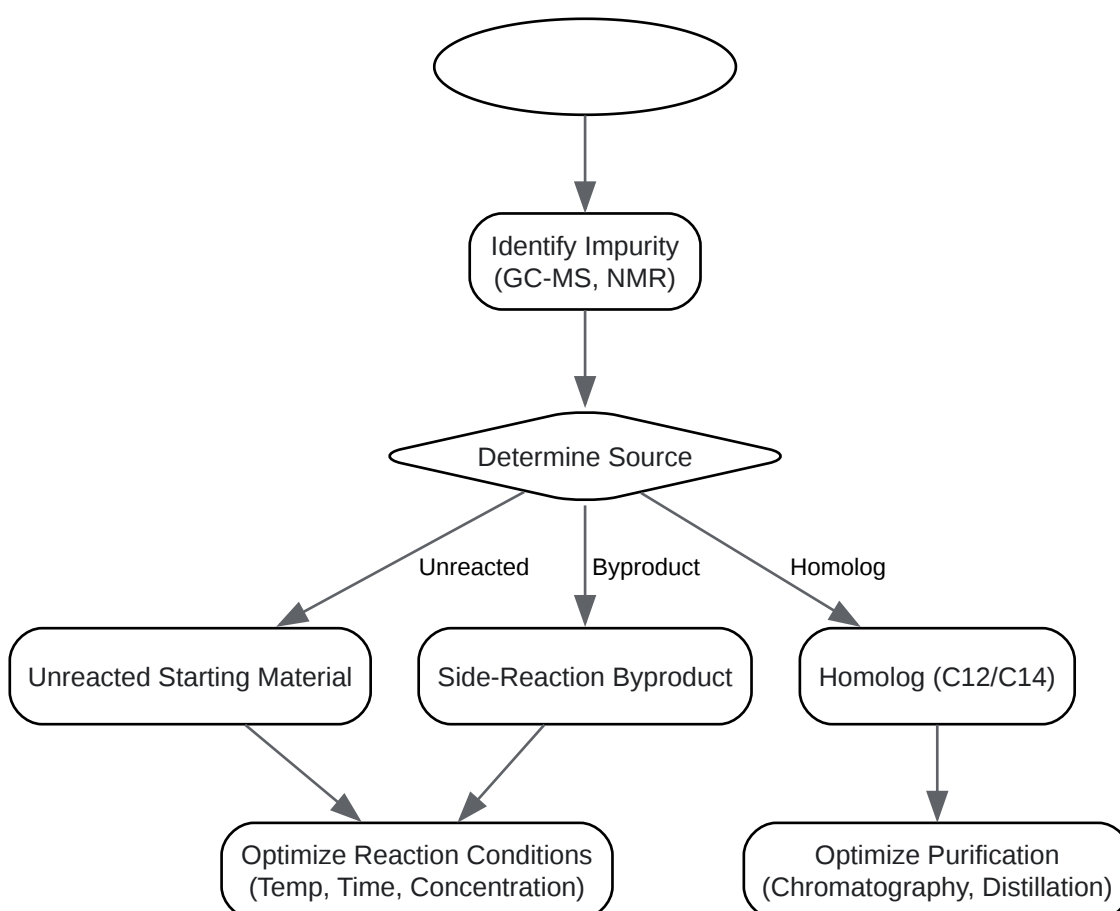 Identify Impurity
(GC-MS, NMR)
Determine Source
Unreacted
Byproduct
Homolog
Unreacted Starting Material
Side-Reaction Byproduct
Homolog (C12/C14)
Optimize Reaction Conditions
(Temp, Time, Concentration)
Optimize Purification
(Chromatography, Distillation)